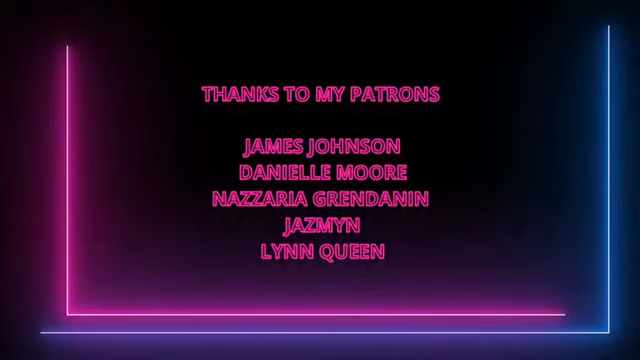 THANKS TO MY PATRONS
JAMES JOHNSON
DANIELLE MOORE
NAZZARIA GRENDANIN
JAZMYN
LYNN QUEEN